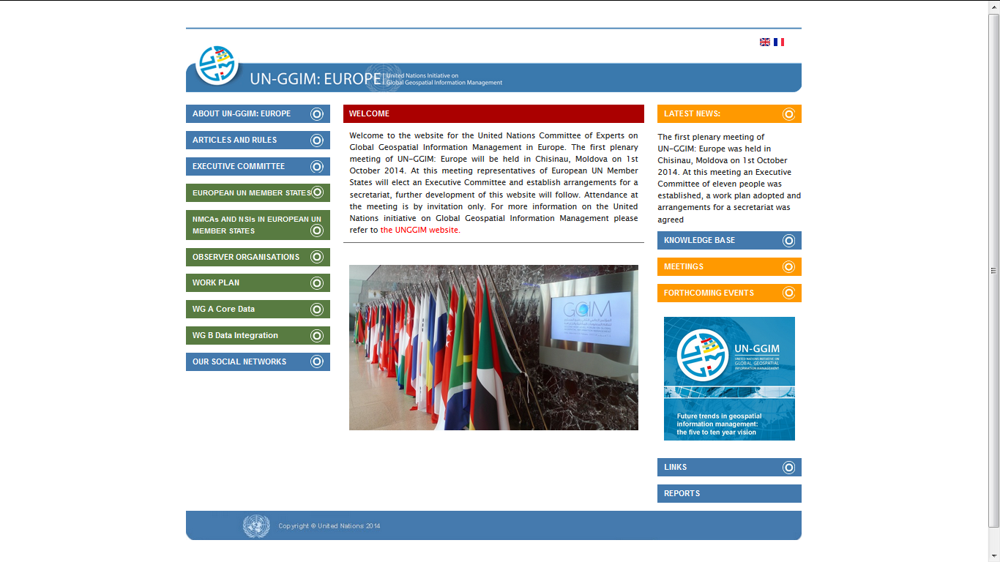 UN-GGIM: EUROPE
United Nations Initiative on
Global Geospatial Information Management
ABOUT UN-GGIM: EUROPE
ARTICLES AND RULES
EXECUTIVE COMMITTEE
EUROPEAN UN MEMBER STATES
NMCAs AND NSIs IN EUROPEAN UN
MEMBER STATES
OBSERVER ORGANISATIONS
WORK PLAN
WG A Core Data
WG B Data Integration
OUR SOCIAL NETWORKS
WELCOME
Welcome to the website for the United Nations Committee of Experts on
Global Geospatial Information Management in Europe. The first plenary
meeting of UN-GGIM: Europe will be held in Chisinau, Moldova on 1st
October 2014. At this meeting representatives of European UN Member
States will elect an Executive Committee and establish arrangements for a
secretariat, further development of this website will follow. Attendance at
the meeting is by invitation only. For more information on the United
Nations initiative on Global Geospatial Information Management please
refer to the UNGGIM website.
GGIM
LATEST NEWS:
The first plenary meeting of
UN-GGIM: Europe was held in
Chisinau, Moldova on 1st October
2014. At this meeting an Executive
Committee of eleven people was
established, a work plan adopted and
arrangements for a secretariat was
agreed
KNOWLEDGE BASE
MEETINGS
FORTHCOMING EVENTS
UN-GGIM
UNITED NATIONS INITIATIVE ON
GLOBAL GEOSPATIAL
INFORMATION MANAGEMENT
Future trends in geospatial
information management:
the five to ten year vision
LINKS
REPORTS
Copyright © United Nations 2014